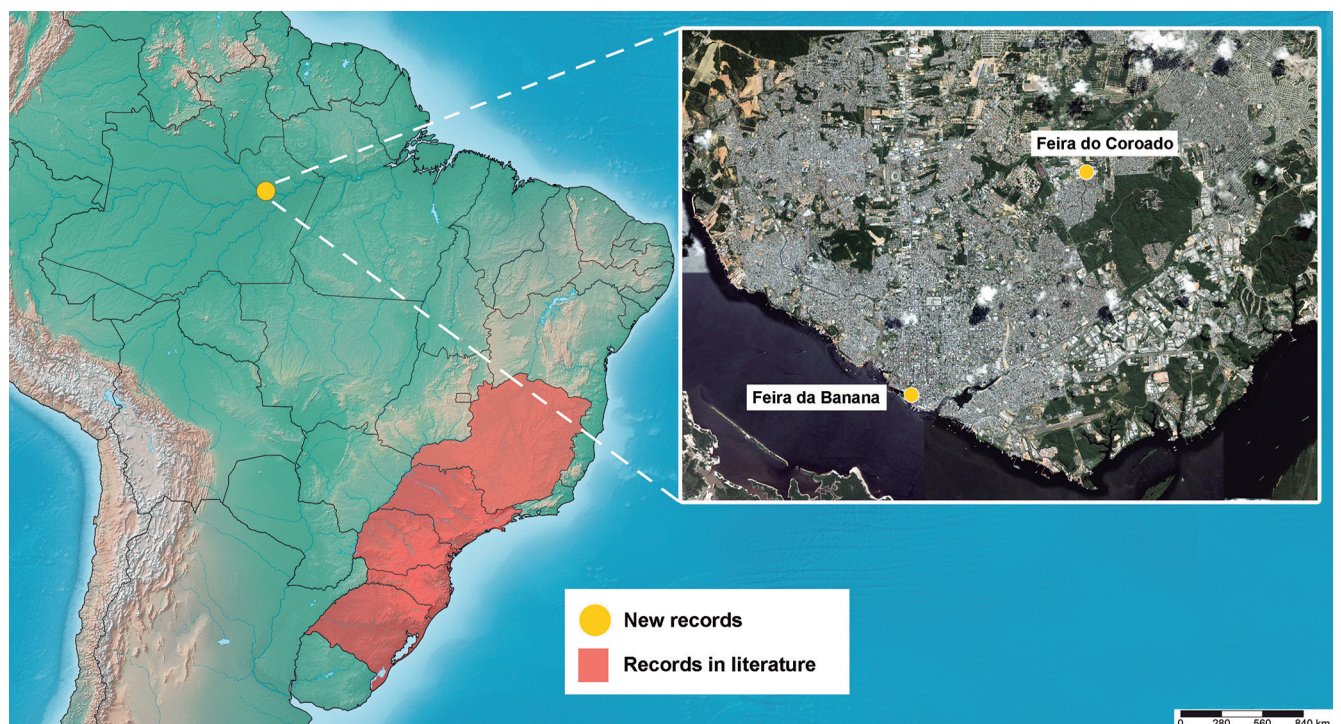 Feira do Coroado
Feira da Banana
New records
Records in literature
0 280 560 840 km